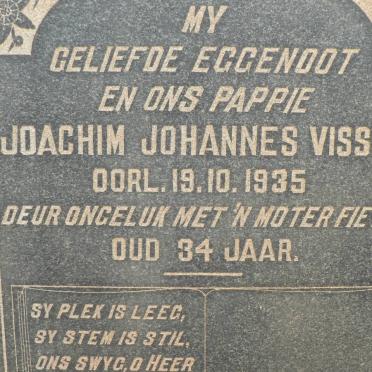 MY
GELIEFDE EGGENOOT
EN ONS PAPPIE
JOACHIM JOHANNES VISS
OORL. 19.10.1935
DEUR ONGELUK MET 'N MOTERFIE
OUD 34 JAAR.
SY PLEK IS LEEG,
SY STEM IS STIL,
ONS SWYG, O HEER